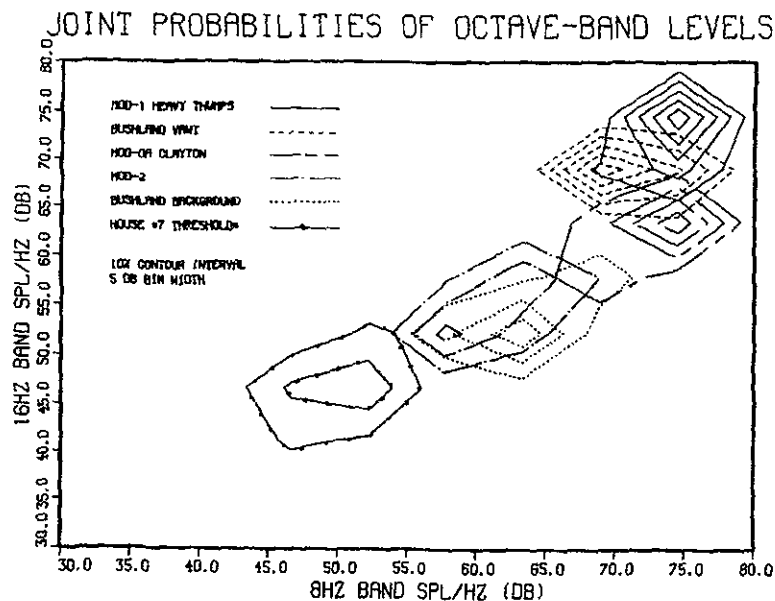 JOINT PROBABILITIES OF OCTAVE-BAND LEVELS
80.0
75.0
70.0
65.0
60.0
55.0
50.0
45.0
40.0
35.0
30.0
16HZ BAND SPL/HZ (DB)
MOD-1 HEAVY THUMPS
BUSHLAND VAWT
MOD-0A CLAYTON
MOD-2
BUSHLAND BACKGROUND
HOUSE #7 THRESHOLD*
10% CONTOUR INTERVAL
5 DB BIN WIDTH
30.0 35.0 40.0 45.0 50.0 55.0 60.0 65.0 70.0 75.0 80.0
8HZ BAND SPL/HZ (DB)